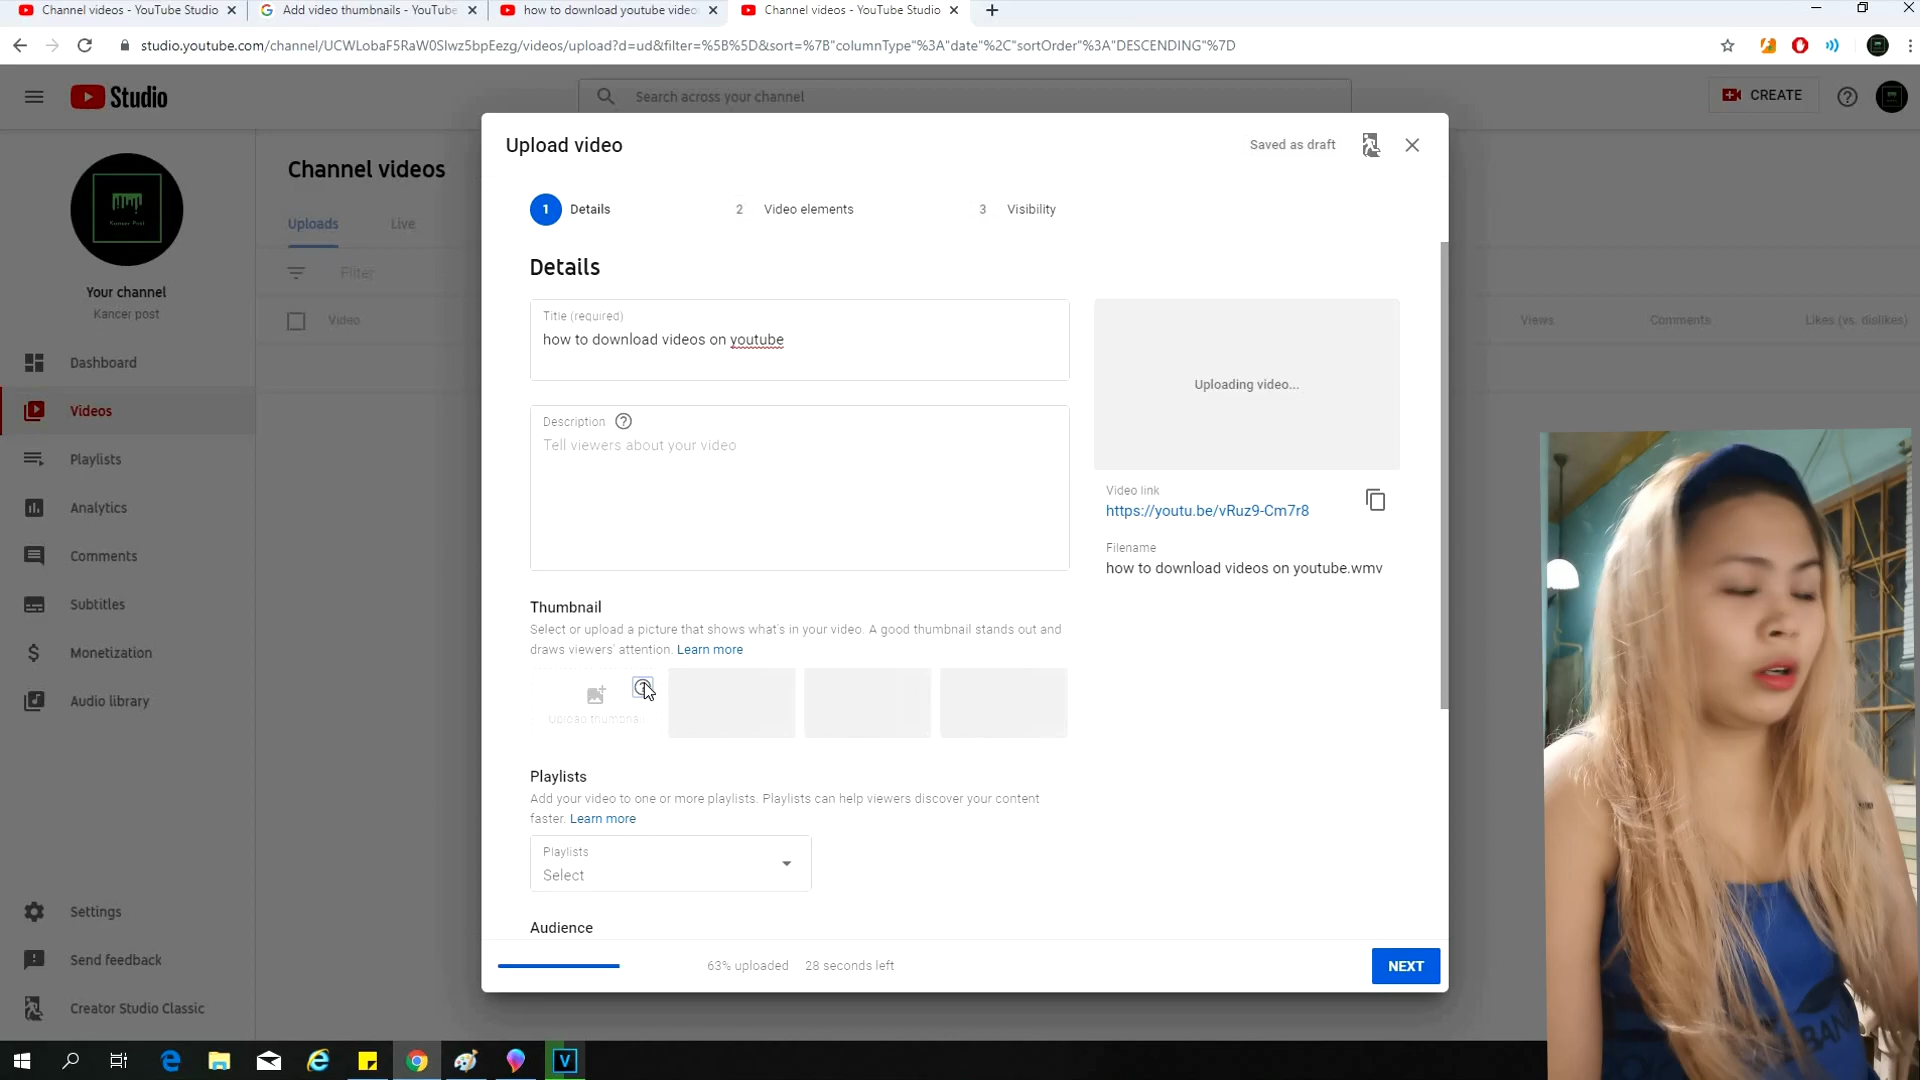 Channel videos - YouTube Studio
Add video thumbnails - YouTube
how to download youtube video
Channel videos - YouTube Studio
studio.youtube.com/channel/UCWLobaF5RaW0Slwz5bpEezg/videos/upload?d=ud&filter=%5B%5D&sort=%7B"columnType"%3A"date"%2C"sortOrder"%3A"DESCENDING"%7D
Studio
Search across your channel
CREATE
Upload video
Saved as draft
1 Details
2 Video elements
3 Visibility
Channel videos
Uploads
Live
Filter
Video
Views
Comments
Likes (vs. dislikes)
Kancer Post
Your channel
Kancer post
Dashboard
Videos
Playlists
Analytics
Comments
Subtitles
Monetization
Audio library
Settings
Send feedback
Creator Studio Classic
Details
Title (required)
how to download videos on youtube
Description
Tell viewers about your video
Uploading video...
Video link
https://youtu.be/vRuz9-Cm7r8
Filename
how to download videos on youtube.wmv
Thumbnail
Select or upload a picture that shows what's in your video. A good thumbnail stands out and
draws viewers' attention. Learn more
Upload thumbnail
Playlists
Add your video to one or more playlists. Playlists can help viewers discover your content
faster. Learn more
Playlists
Select
Audience
63% uploaded
28 seconds left
NEXT
V